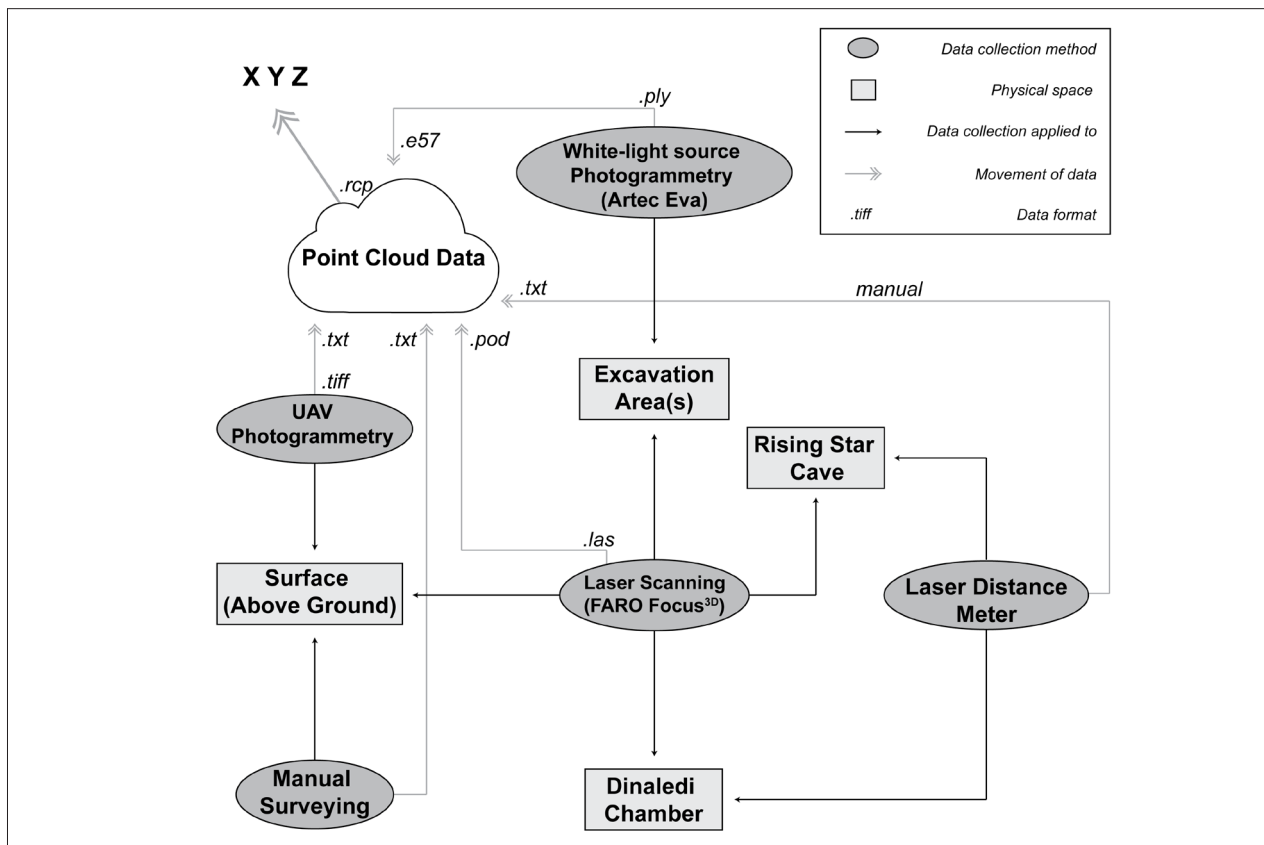 X Y Z
.ply
.e57
.rcp
White-light source
Photogrammetry
(Artec Eva)
Data collection method
Physical space
Data collection applied to
Movement of data
.tiff
Data format
Point Cloud Data
.txt
manual
.txt
.txt
.pod
.tiff
UAV
Photogrammetry
Excavation
Area(s)
Rising Star
Cave
.las
Surface
(Above Ground)
Laser Scanning
(FARO Focus3D)
Laser Distance
Meter
Manual
Surveying
Dinaledi
Chamber